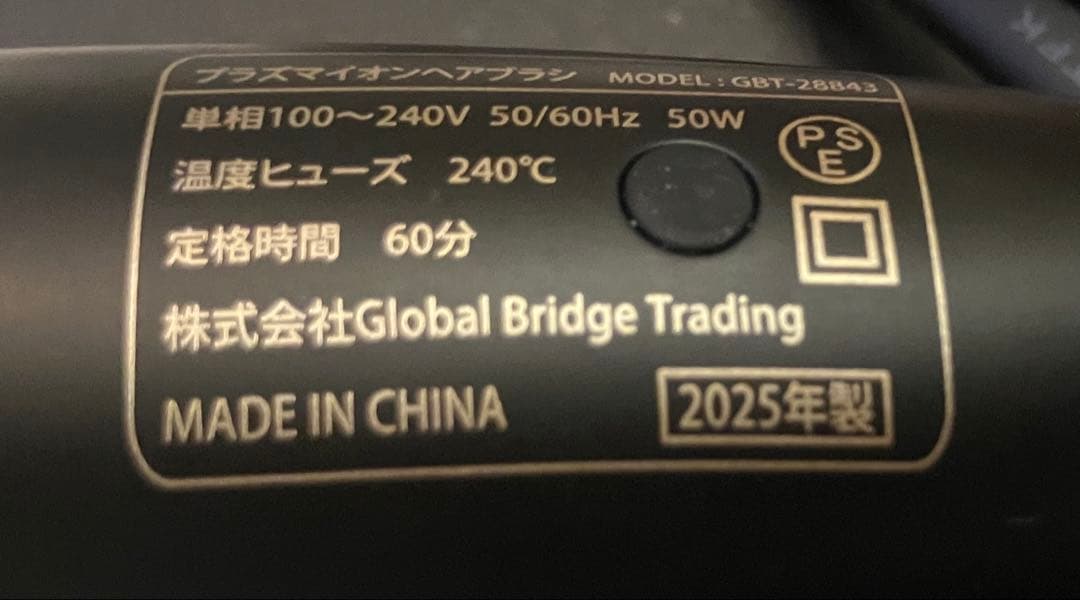 プラズマイオンヘアブラシ MODEL : GBT-28843
単相100～240V 50/60Hz 50W
PSE
温度ヒューズ 240℃
定格時間 60分
株式会社Global Bridge Trading
MADE IN CHINA 2025年製